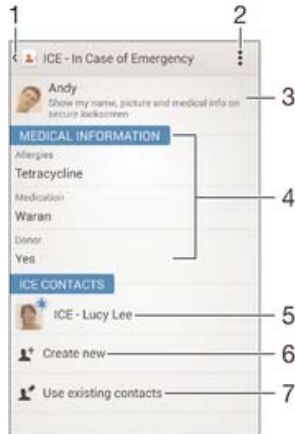 1
2
ICE - In Case of Emergency
Andy
Show my name, picture and medical info on
secure lockscreen
3
MEDICAL INFORMATION
Allergies
Tetracycline
Medication
Waran
4
Donor
Yes
ICE CONTACTS
ICE - Lucy Lee
5
Create new
6
Use existing contacts
7